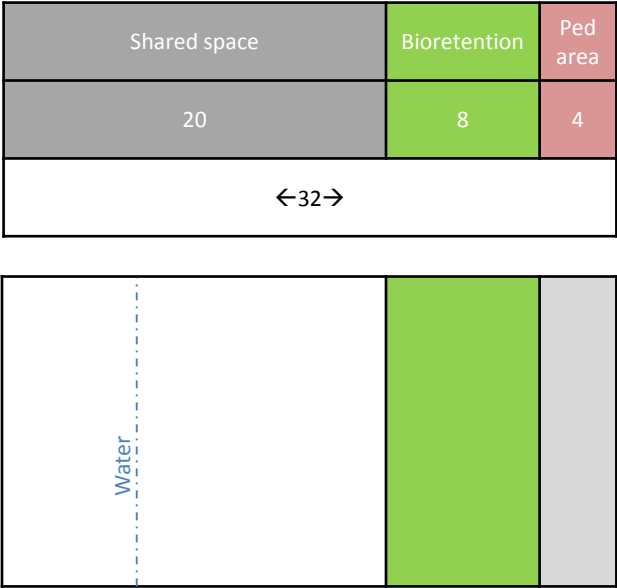 Shared space
Bioretention
Ped
area
20
8
4
←32→
Water